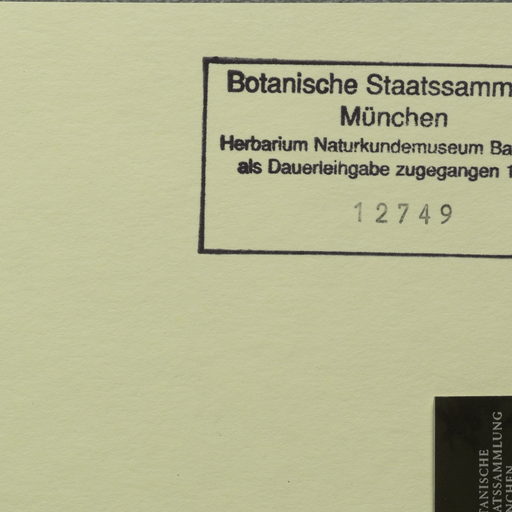 Botanische Staatssamm
München
Herbarium Naturkundemuseum Ba
als Dauerleihgabe zugegangen 1
12749
TANISCHE
ATSSAMMLUNG
NCHEN